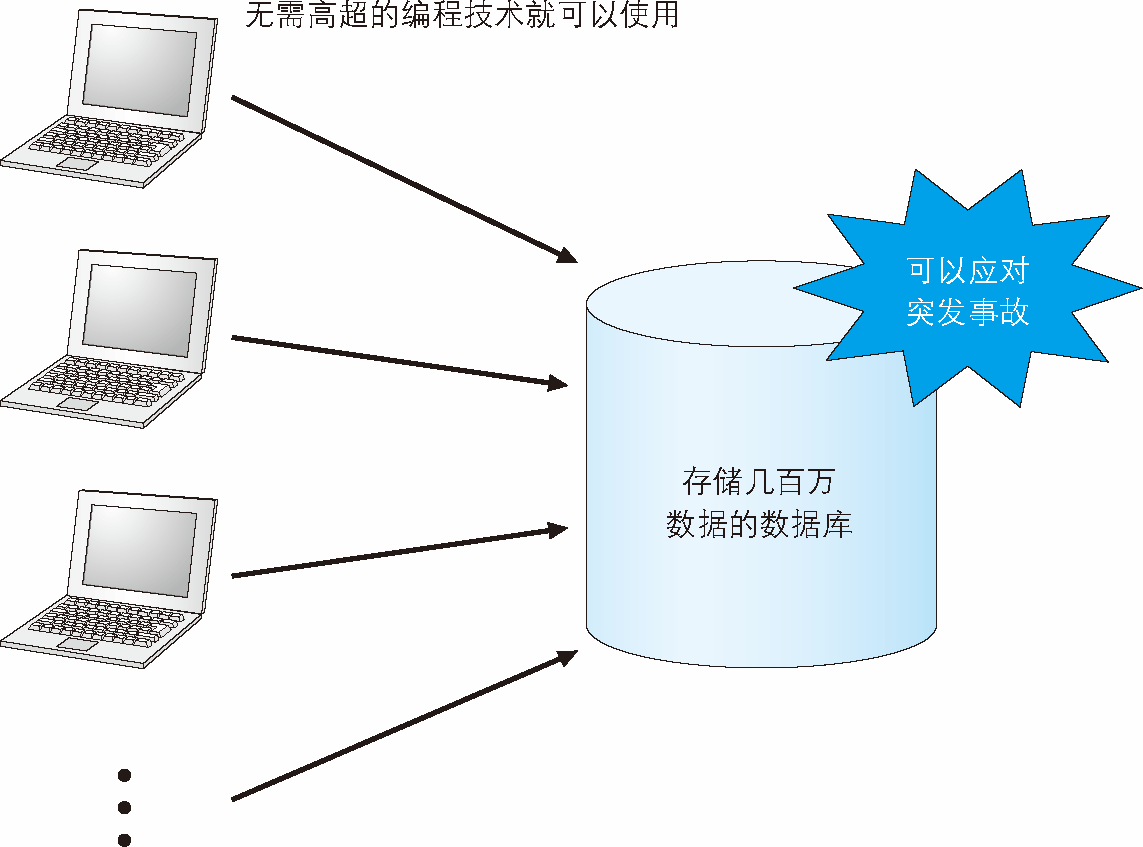 无需高超的编程技术就可以使用
可以应对
突发事故
存储几百万
数据的数据库